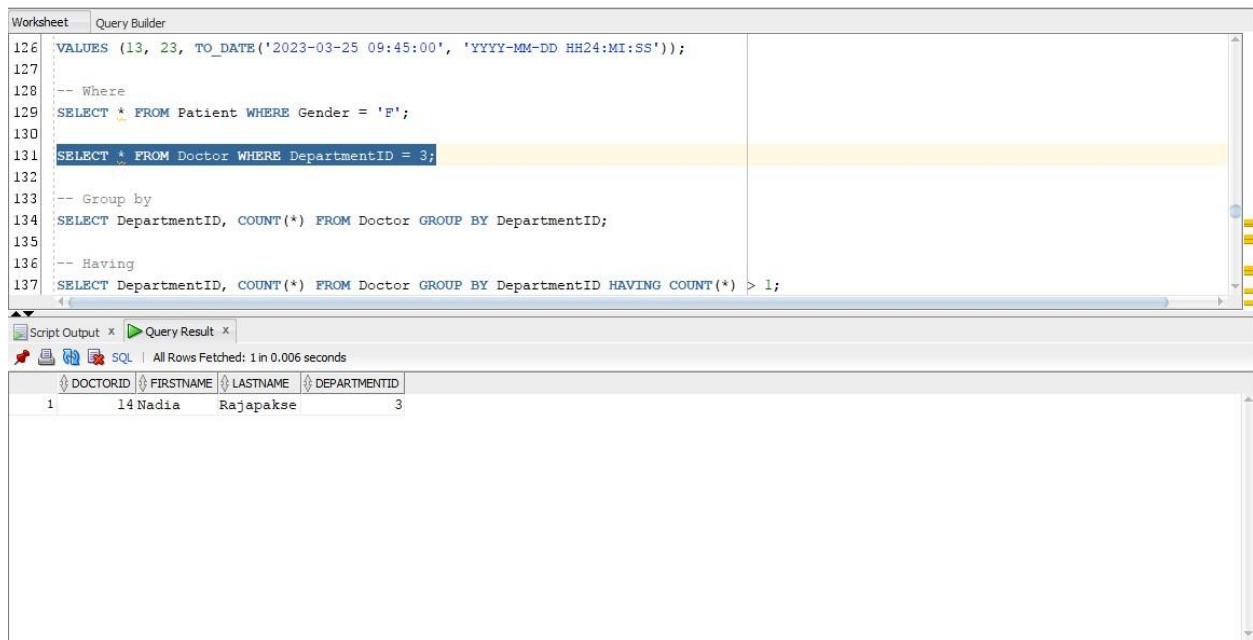 Worksheet Query Builder
126 VALUES (13, 23, TO_DATE('2023-03-25 09:45:00', 'YYYY-MM-DD HH24:MI:SS'));
127
128 -- Where
129 SELECT * FROM Patient WHERE Gender = 'F';
130
131 SELECT * FROM Doctor WHERE DepartmentID = 3;
132
133 -- Group by
134 SELECT DepartmentID, COUNT(*) FROM Doctor GROUP BY DepartmentID;
135
136 -- Having
137 SELECT DepartmentID, COUNT(*) FROM Doctor GROUP BY DepartmentID HAVING COUNT(*) > 1;
Script Output x Query Result x
SQL | All Rows Fetched: 1 in 0.006 seconds
DOCTORID FIRSTNAME LASTNAME DEPARTMENTID
1 14 Nadia Rajapakse 3